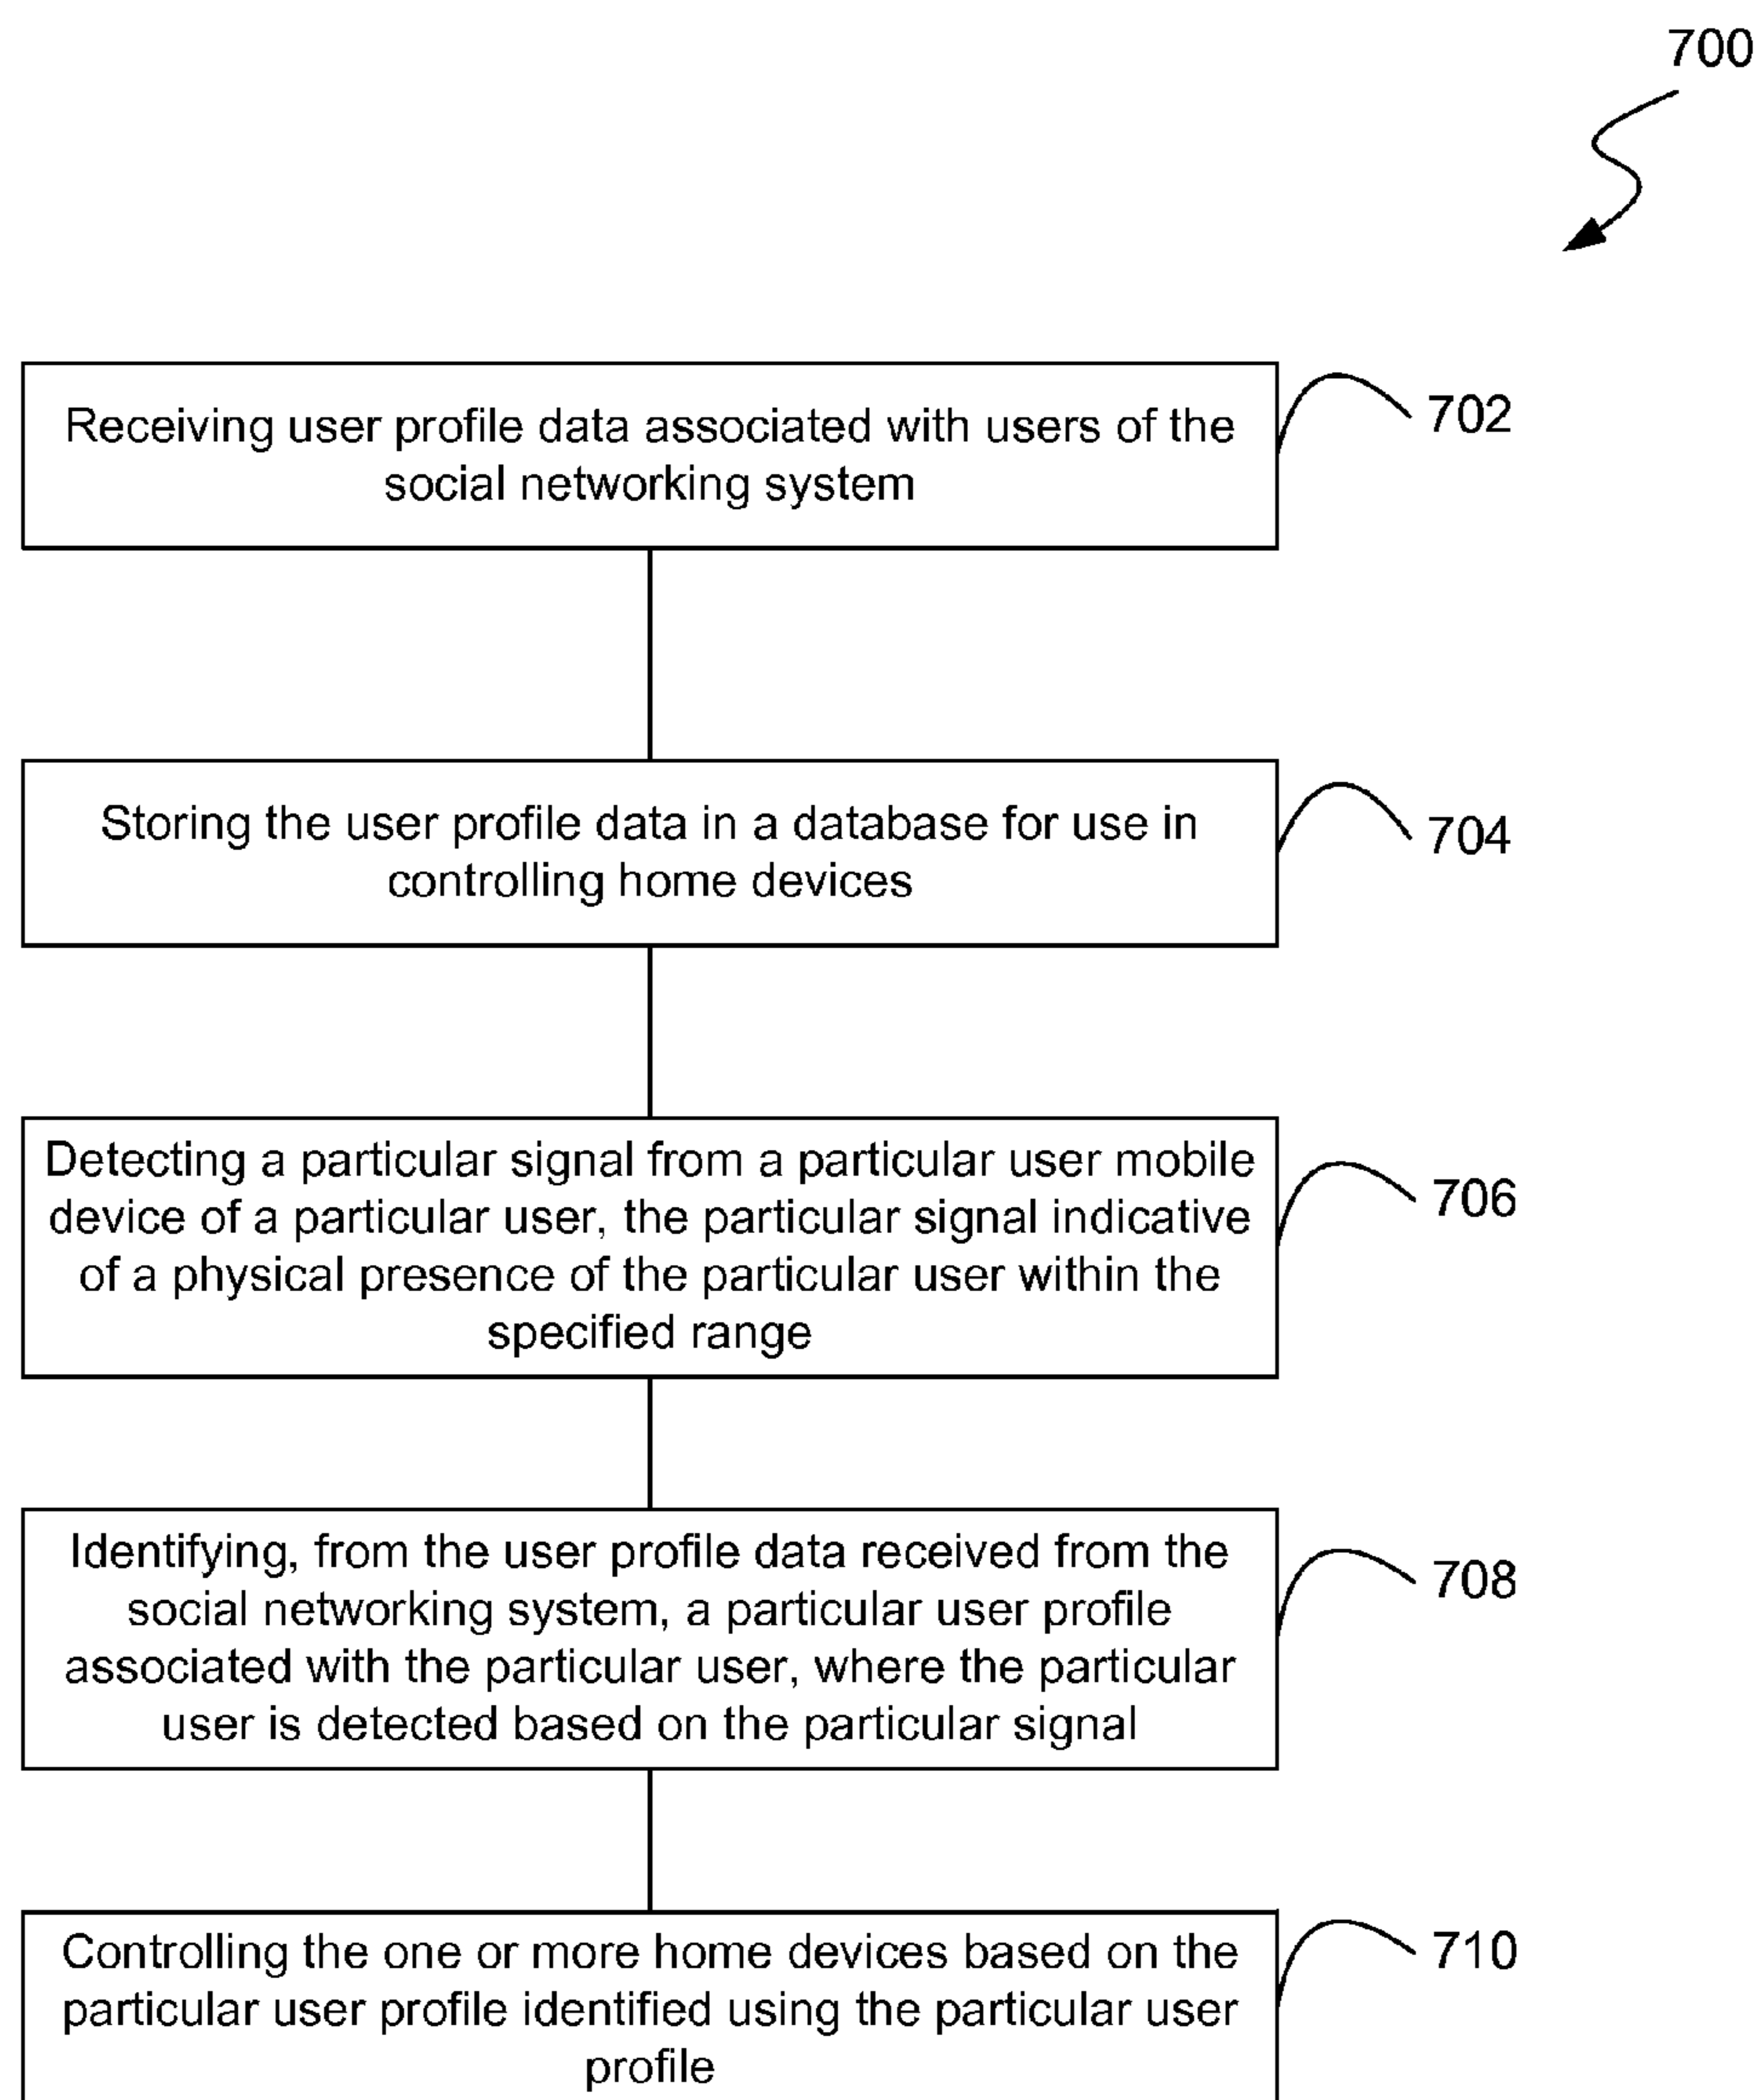 700
Receiving user profile data associated with users of the
social networking system
702
Storing the user profile data in a database for use in
controlling home devices
704
Detecting a particular signal from a particular user mobile
device of a particular user, the particular signal indicative
of a physical presence of the particular user within the
specified range
706
Identifying, from the user profile data received from the
social networking system, a particular user profile
associated with the particular user, where the particular
user is detected based on the particular signal
708
Controlling the one or more home devices based on the
particular user profile identified using the particular user
profile
710